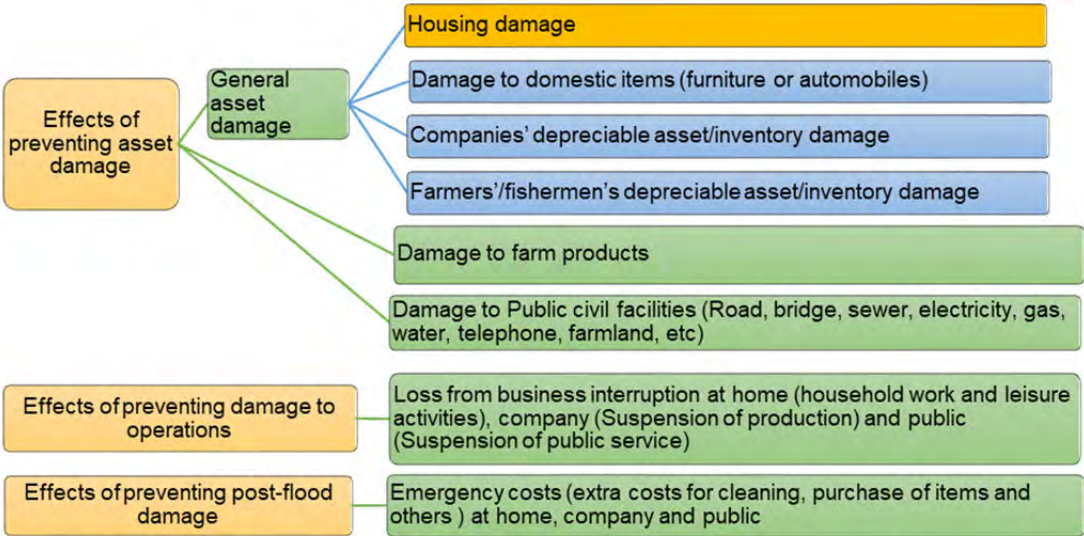 Effects of
preventing asset
damage
General
asset
damage
Housing damage
Damage to domestic items (furniture or automobiles)
Companies' depreciable asset/inventory damage
Farmers'/fishermen's depreciable asset/inventory damage
Damage to farm products
Damage to Public civil facilities (Road, bridge, sewer, electricity, gas,
water, telephone, farmland, etc)
Effects of preventing damage to
operations
Loss from business interruption at home (household work and leisure
activities), company (Suspension of production) and public
(Suspension of public service)
Effects of preventing post-flood
damage
Emergency costs (extra costs for cleaning, purchase of items and
others ) at home, company and public